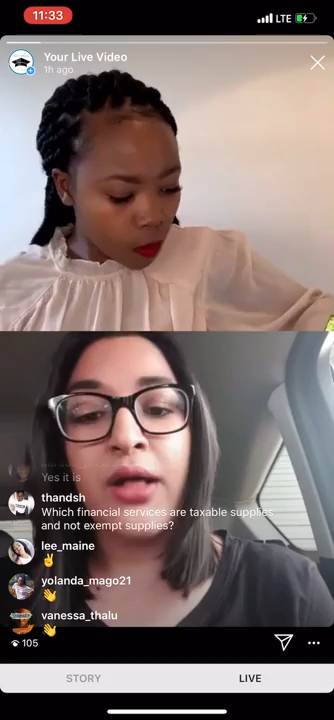 11:33
LTE
Your Live Video
1h ago
Yes it is
thandsh
Which financial services are taxable supplies
and not exempt supplies?
lee_maine
✌
yolanda_mago21
👋
vanessa_thalu
👋
105
STORY
LIVE